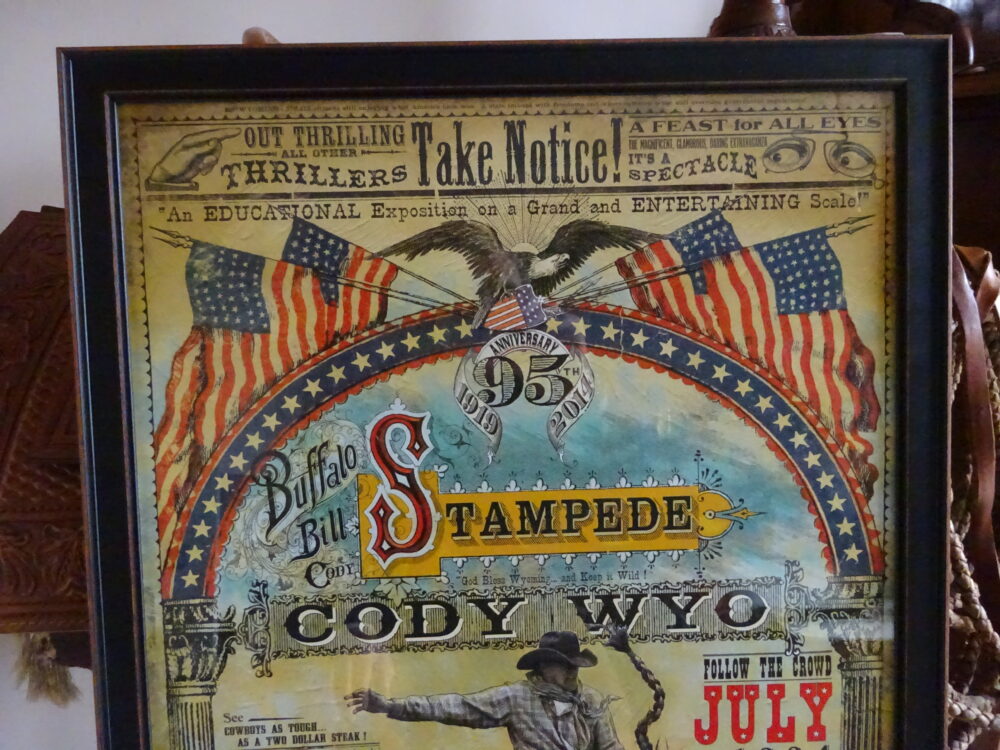 OUT THRILLING
ALL OTHER
THRILLERS
Take Notice!
A FEAST for ALL EYES
THE MAGNIFICENT, GLAMOROUS, DARING EXTRAVAGANZA
IT'S A
SPECTACLE
"An EDUCATIONAL Exposition on a Grand and ENTERTAINING Scale!"
ANNIVERSARY
95TH
1919 201
Buffalo
Bill
CODY
STAMPEDE
"God Bless Wyoming... and Keep it Wild!
CODY WYO
FOLLOW THE CROWD
JULY
See
COWBOYS AS TOUGH...
AS A TWO DOLLAR STEAK!